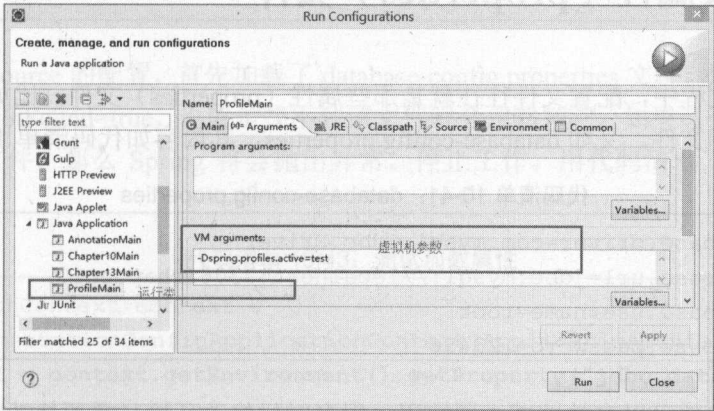 Run Configurations
Create, manage, and run configurations
Run a Java application
type filter text
Grunt
Gulp
HTTP Preview
J2EE Preview
Java Applet
Java Application
AnnotationMain
Chapter10Main
Chapter13Main
ProfileMain
运行类
Ju JUnit
Filter matched 25 of 34 items
Name: ProfileMain
Main
(x)= Arguments
JRE
Classpath
Source
Environment
Common
Program arguments:
Variables...
VM arguments:
虚拟机参数
-Dspring.profiles.active=test
Variables...
Revert
Apply
Run
Close